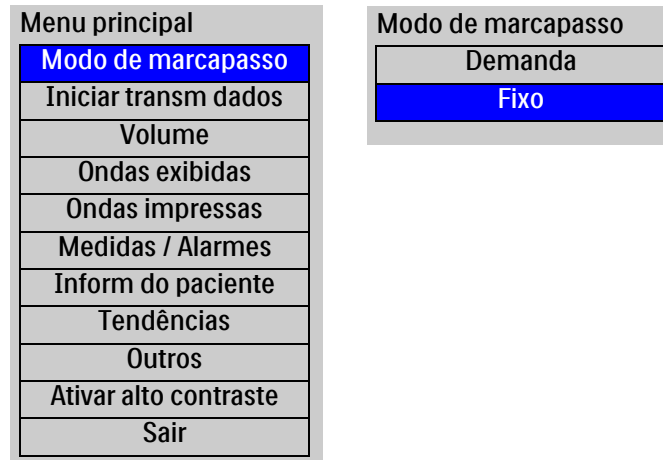 Menu principal
Modo de marcapasso
Iniciar transm dados
Volume
Ondas exibidas
Ondas impressas
Medidas / Alarmes
Inform do paciente
Tendências
Outros
Ativar alto contraste
Sair
Modo de marcapasso
Demanda
Fixo